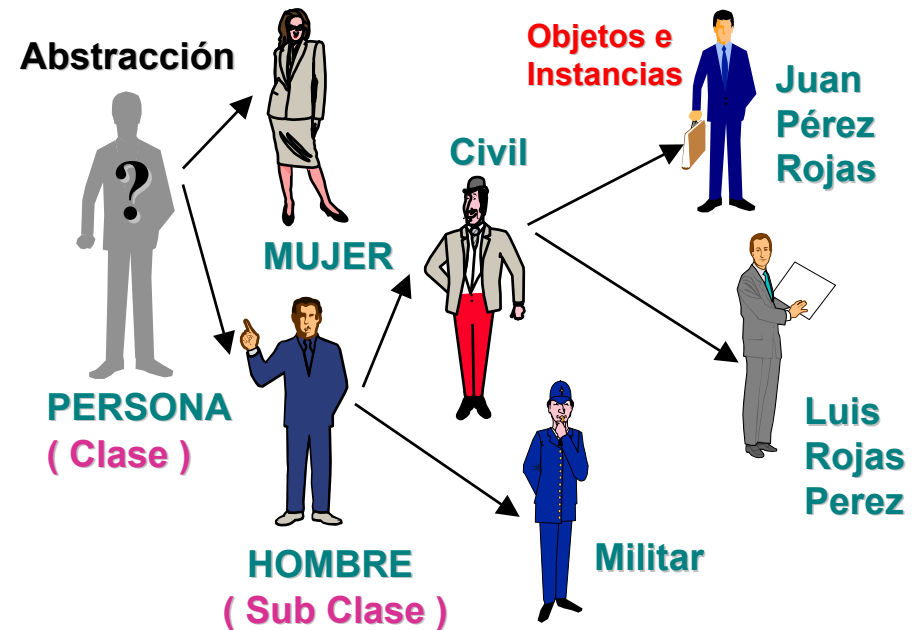 Abstracción
?
PERSONA
( Clase )
MUJER
HOMBRE
( Sub Clase )
Civil
Militar
Objetos e
Instancias
Juan
Pérez
Rojas
Luis
Rojas
Perez